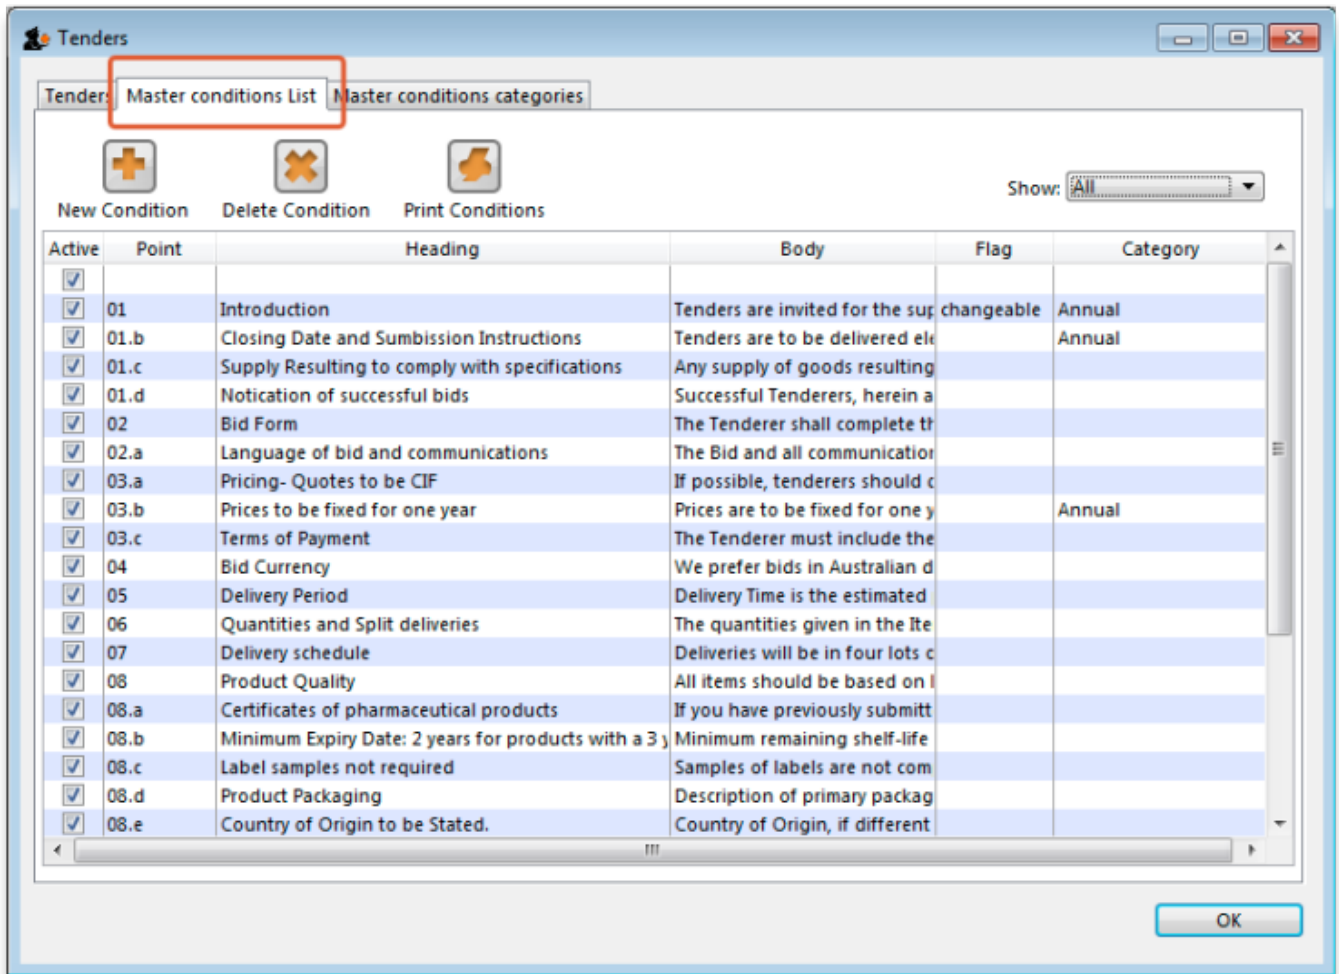 Tenders
Tenders Master conditions List Master conditions categories
New Condition Delete Condition Print Conditions Show: All
Active Point Heading Body Flag Category
01 Introduction Tenders are invited for the sup changeable Annual
01.b Closing Date and Sumbission Instructions Tenders are to be delivered ele Annual
01.c Supply Resulting to comply with specifications Any supply of goods resulting
01.d Notication of successful bids Successful Tenderers, herein a
02 Bid Form The Tenderer shall complete th
02.a Language of bid and communications The Bid and all communication
03.a Pricing- Quotes to be CIF If possible, tenderers should
03.b Prices to be fixed for one year Prices are to be fixed for one y Annual
03.c Terms of Payment The Tenderer must include the
04 Bid Currency We prefer bids in Australian d
05 Delivery Period Delivery Time is the estimated
06 Quantities and Split deliveries The quantities given in the Ite
07 Delivery schedule Deliveries will be in four lots
08 Product Quality All items should be based on
08.a Certificates of pharmaceutical products If you have previously submitt
08.b Minimum Expiry Date: 2 years for products with a 3 y Minimum remaining shelf-life
08.c Label samples not required Samples of labels are not com
08.d Product Packaging Description of primary packag
08.e Country of Origin to be Stated. Country of Origin, if different
OK